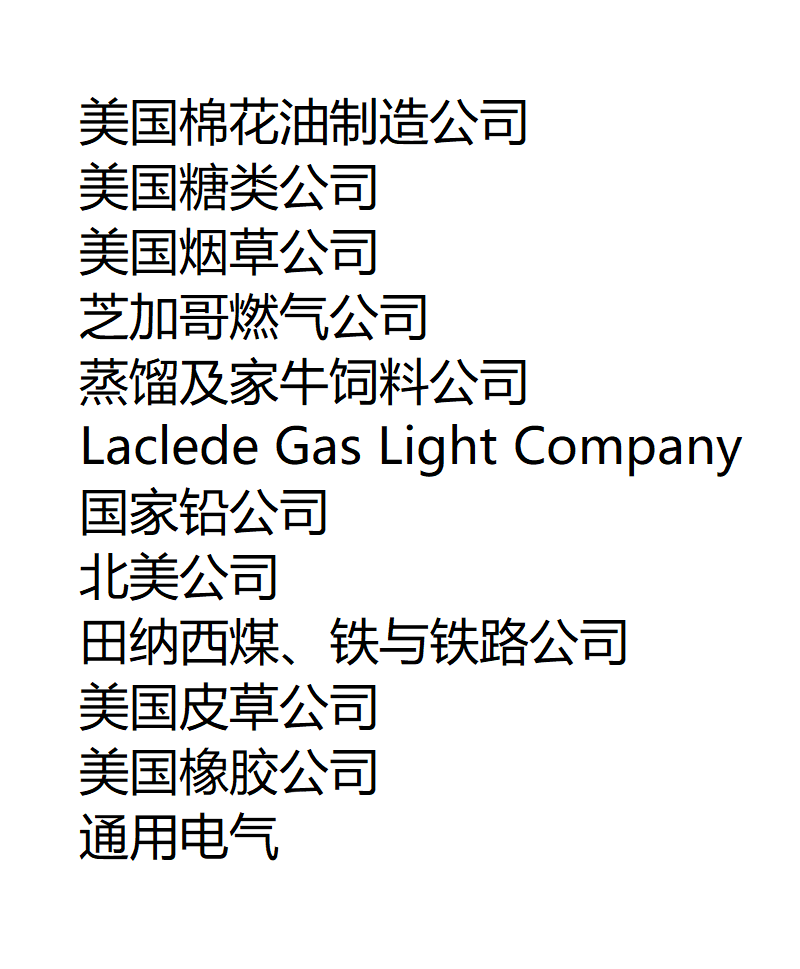 美国棉花油制造公司
美国糖类公司
美国烟草公司
芝加哥燃气公司
蒸馏及家牛饲料公司
Laclede Gas Light Company
国家铅公司
北美公司
田纳西煤、铁与铁路公司
美国皮草公司
美国橡胶公司
通用电气